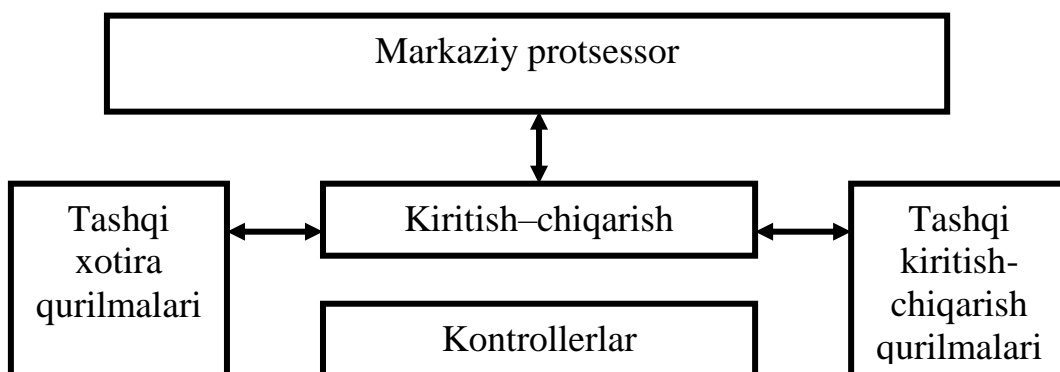 Markaziy protsessor
Tashqi
xotira
qurilmalari
Kiritish–chiqarish
Tashqi
kiritish-
chiqarish
qurilmalari
Kontrollerlar